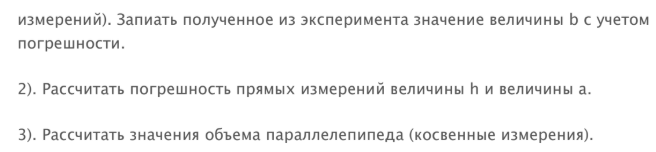 измерений). Запиать полученное из эксперимента значение величины b с учетом
погрешности.
2). Рассчитать погрешность прямых измерений величины h и величины a.
3). Рассчитать значения объема параллелепипеда (косвенные измерения).